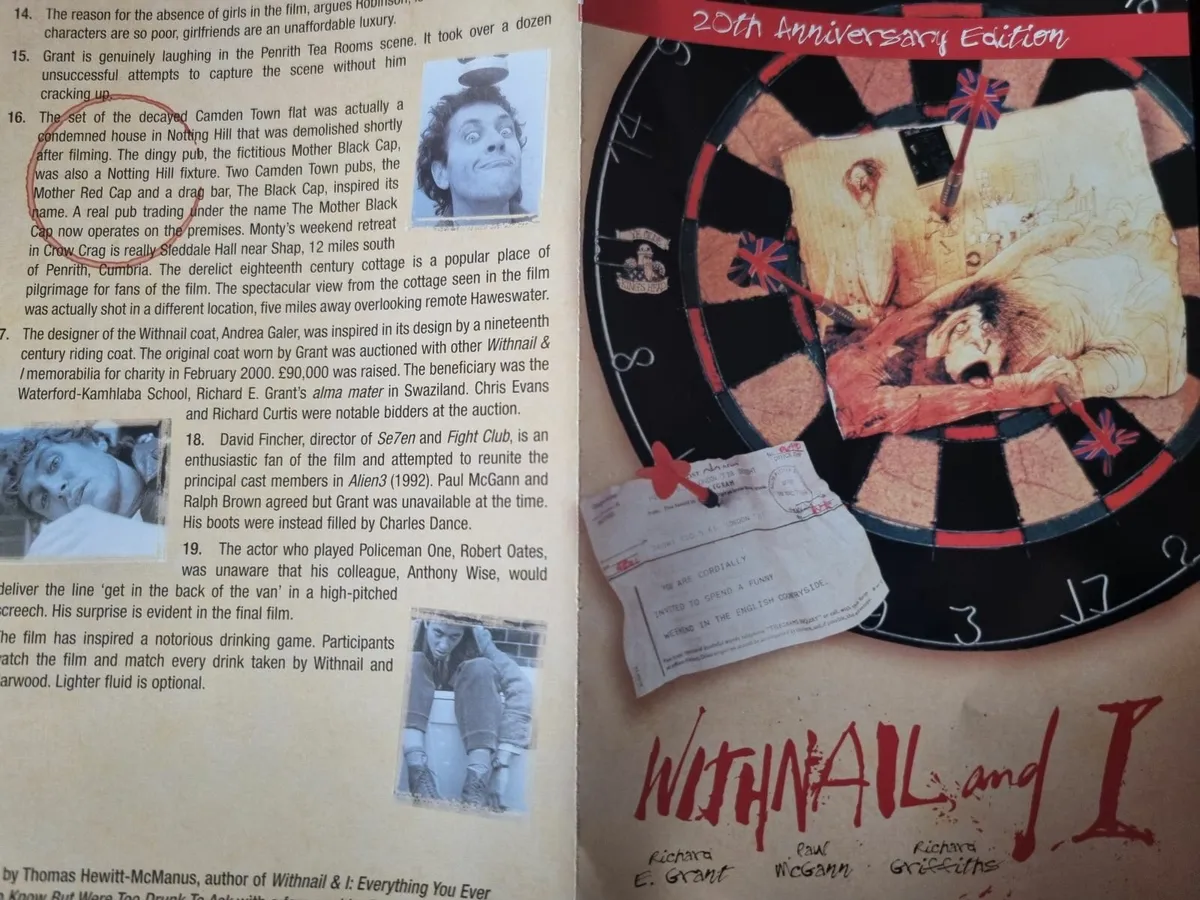 14. The reason for the absence of girls in the film, argues Robinson,
characters are so poor, girlfriends are an unaffordable luxury.
15. Grant is genuinely laughing in the Penrith Tea Rooms scene. It took over a dozen
unsuccessful attempts to capture the scene without him
cracking up.
16. The set of the decayed Camden Town flat was actually a
condemned house in Notting Hill that was demolished shortly
after filming. The dingy pub, the fictitious Mother Black Cap,
was also a Notting Hill fixture. Two Camden Town pubs, the
Mother Red Cap and a drag bar, The Black Cap, inspired its
name. A real pub trading under the name The Mother Black
Cap now operates on the premises. Monty's weekend retreat
in Crow Crag is really Sleddale Hall near Shap, 12 miles south
of Penrith, Cumbria. The derelict eighteenth century cottage is a popular place of
pilgrimage for fans of the film. The spectacular view from the cottage seen in the film
was actually shot in a different location, five miles away overlooking remote Haweswater.
7. The designer of the Withnail coat, Andrea Galer, was inspired in its design by a nineteenth
century riding coat. The original coat worn by Grant was auctioned with other Withnail &
I memorabilia for charity in February 2000. £90,000 was raised. The beneficiary was the
Waterford-Kamhlaba School, Richard E. Grant's alma mater in Swaziland. Chris Evans
and Richard Curtis were notable bidders at the auction.
18. David Fincher, director of Se7en and Fight Club, is an
enthusiastic fan of the film and attempted to reunite the
principal cast members in Alien3 (1992). Paul McGann and
Ralph Brown agreed but Grant was unavailable at the time.
His boots were instead filled by Charles Dance.
19. The actor who played Policeman One, Robert Oates,
was unaware that his colleague, Anthony Wise, would
deliver the line 'get in the back of the van' in a high-pitched
screech. His surprise is evident in the final film.
The film has inspired a notorious drinking game. Participants
watch the film and match every drink taken by Withnail and
arwood. Lighter fluid is optional.
by Thomas Hewitt-McManus, author of Withnail & I: Everything You Ever
Know But Were Too Drunk To Ask
20th Anniversary Edition
9
14
11
8
3
17
2
YOU ARE CORDIALLY
INVITED TO SPEND A FUNNY
WEEKEND IN THE ENGLISH COUNTRYSIDE.
WITHNAIL and I
Richard E. Grant
Paul McGann
Richard Griffiths